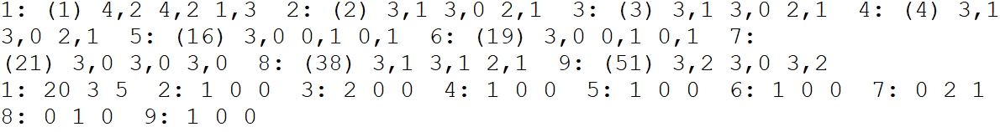 1: (1) 4,2 4,2 1,3 2: (2) 3,1 3,0 2,1 3: (3) 3,1 3,0 2,1 4: (4) 3,1
3,0 2,1 5: (16) 3,0 0,1 0,1 6: (19) 3,0 0,1 0,1 7:
(21) 3,0 3,0 3,0 8: (38) 3,1 3,1 2,1 9: (51) 3,2 3,0 3,2
1: 20 3 5 2: 1 0 0 3: 2 0 0 4: 1 0 0 5: 1 0 0 6: 1 0 0 7: 0 2 1
8: 0 1 0 9: 1 0 0